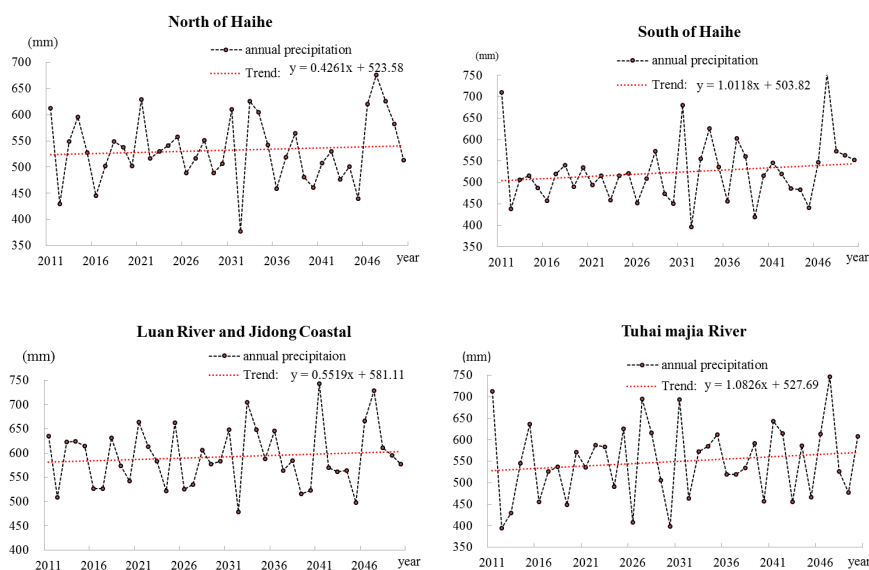 North of Haihe
(mm)
annual precipitation
Trend: y = 0.4261x + 523.58
700
650
600
550
500
450
400
350
2011 2016 2021 2026 2031 2036 2041 2046 year
South of Haihe
(mm)
annual precipitation
Trend: y = 1.0118x + 503.82
750
700
650
600
550
500
450
400
350
2011 2016 2021 2026 2031 2036 2041 2046 year
Luan River and Jidong Coastal
(mm)
annual precipitaion
Trend: y = 0.5519x + 581.11
750
700
650
600
550
500
450
400
2011 2016 2021 2026 2031 2036 2041 2046 year
Tuhai majia River
(mm)
annual precipitation
Trend: y = 1.0826x + 527.69
750
700
650
600
550
500
450
400
350
2011 2016 2021 2026 2031 2036 2041 2046 year